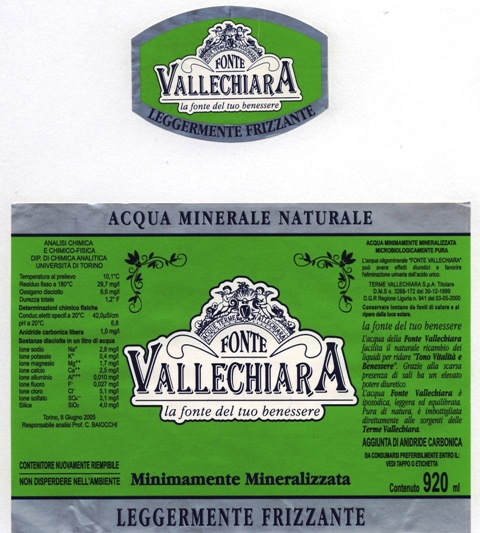 FONTE
VALLECHIARA
la fonte del tuo benessere
LEGGERMENTE FRIZZANTE
ACQUA MINERALE NATURALE
ANALISI CHIMICA
E CHIMICO-FISICA
DIP. DI CHIMICA ANALITICA
UNIVERSITÀ DI TORINO
Temperatura al prelievo 10,1°C
Residuo fisso a 180°C 29,7 mg/l
Ossigeno disciolto 8,6 mg/l
Durezza totale 1,2° F
Determinazioni chimico fisiche
Conduc.elettr.specif.a 20°C 42,0µS/cm
pH a 20°C 6,8
Anidride carbonica libera 1,0 mg/l
Sostanze disciolte in un litro di acqua
Ione sodio Na⁺ 2,8 mg/l
Ione potassio K⁺ 0,4 mg/l
Ione magnesio Mg⁺⁺ 1,7 mg/l
Ione calcio Ca⁺⁺ 2,5 mg/l
Ione alluminio Al⁺⁺⁺ 0,010 mg/l
Ione fluoro F⁻ 0,027 mg/l
Ione cloro Cl⁻ 5,1 mg/l
Ione solfato SO₄⁻⁻ 3,1 mg/l
Silice SiO₂ 4,0 mg/l
Torino, 8 Giugno 2005
Responsabile analisi Prof. C. BAIOCCHI
CONTENITORE NUOVAMENTE RIEMPIBILE
NON DISPERDERE NELL'AMBIENTE
FONTE
VALLECHIARA
la fonte del tuo benessere
Minimamente Mineralizzata
ACQUA MINIMAMENTE MINERALIZZATA
MICROBIOLOGICAMENTE PURA
L'acqua oligominerale "FONTE VALLECHIARA"
può avere effetti diuretici e favorire
l'eliminazione urinaria dell'acido urico.
TERME VALLECHIARA S.p.A. Titolare
D.M.S n. 3268-172 del 30-12-1999
D.G.R Regione Liguria n. 941 del 03-05-2000
Conservare lontano da fonti di calore e al
riparo dalla luce solare.
la fonte del tuo benessere
L'acqua della Fonte Vallechiara
facilita il naturale ricambio dei
liquidi per ridare "Tono Vitalità e
Benessere". Grazie alla scarsa
presenza di sali ha un elevato
potere diuretico.
L'acqua Fonte Vallechiara è
iposodica, leggera ed equilibrata.
Pura di natura, è imbottigliata
direttamente alle sorgenti delle
Terme Vallechiara.
AGGIUNTA DI ANIDRIDE CARBONICA
DA CONSUMARSI PREFERIBILMENTE ENTRO IL:
VEDI TAPPO O ETICHETTA
Contenuto 920 ml
LEGGERMENTE FRIZZANTE